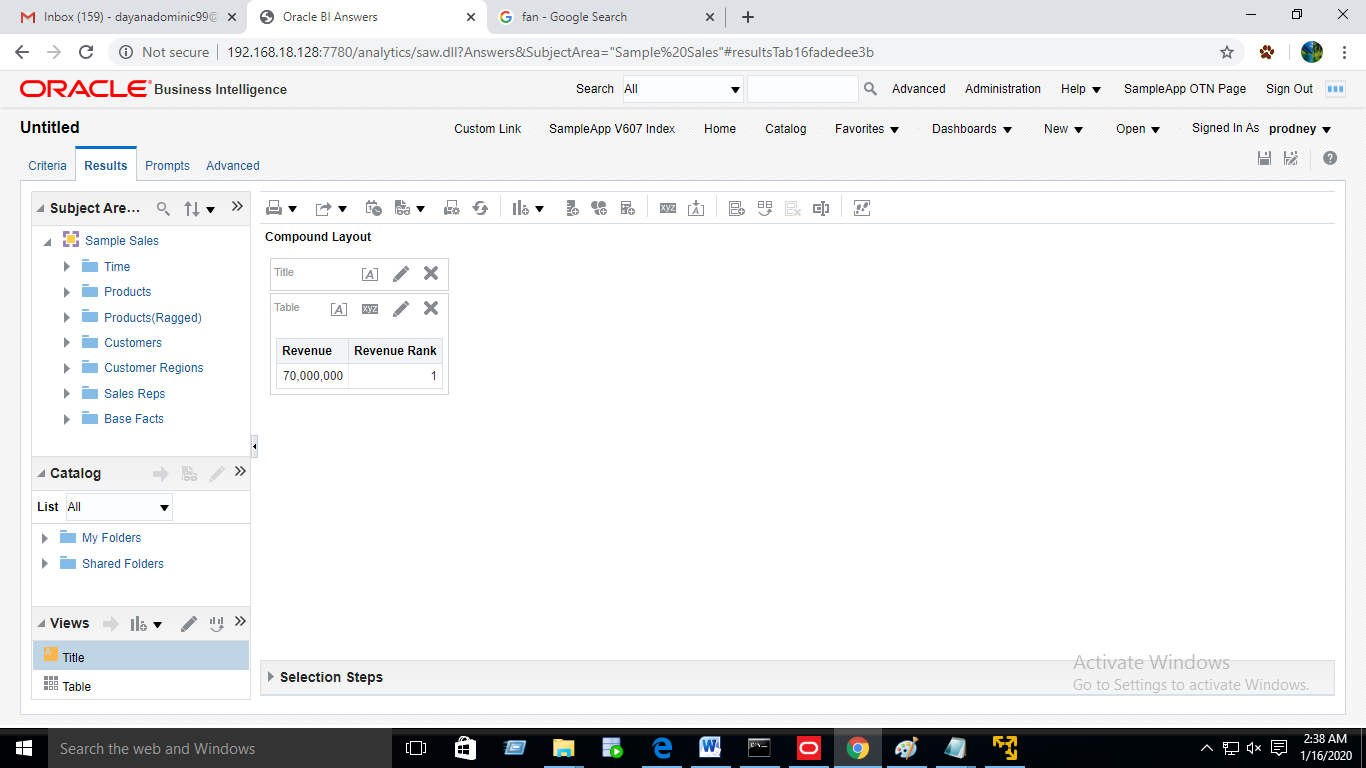 Inbox (159) - dayanadominic99@
Oracle BI Answers
fan - Google Search
Not secure | 192.168.18.128:7780/analytics/saw.dll?Answers&SubjectArea="Sample%20Sales"#resultsTab16fadedee3b
ORACLE Business Intelligence
Search All Advanced Administration Help SampleApp OTN Page Sign Out
Untitled
Custom Link SampleApp V607 Index Home Catalog Favorites Dashboards New Open Signed In As prodney
Criteria Results Prompts Advanced
Subject Are...
Sample Sales
Time
Products
Products(Ragged)
Customers
Customer Regions
Sales Reps
Base Facts
Catalog
List All
My Folders
Shared Folders
Views
Title
Table
xyz A
Compound Layout
Title A
Table A xyz
Revenue Revenue Rank
70,000,000 1
Selection Steps
Activate Windows
Go to Settings to activate Windows.
Search the web and Windows
2:38 AM
1/16/2020